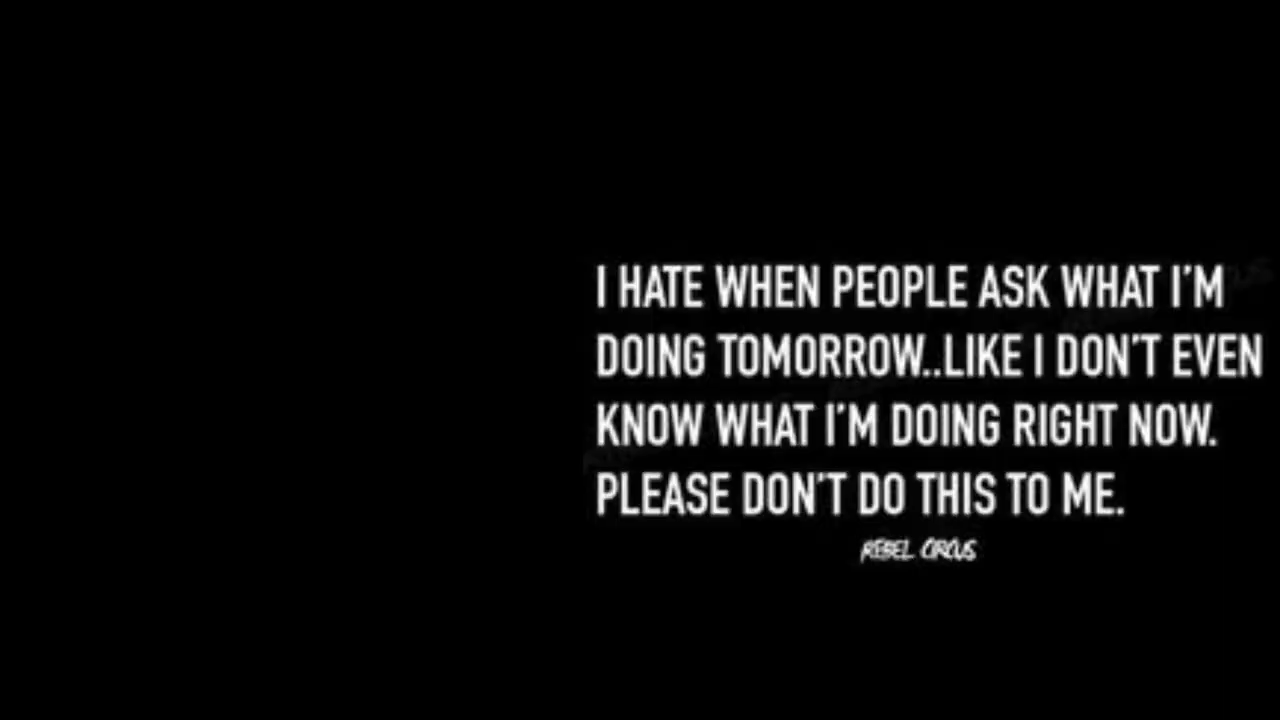 I HATE WHEN PEOPLE ASK WHAT I'M
DOING TOMORROW..LIKE I DON'T EVEN
KNOW WHAT I'M DOING RIGHT NOW.
PLEASE DON'T DO THIS TO ME.
REBEL CIRCUS